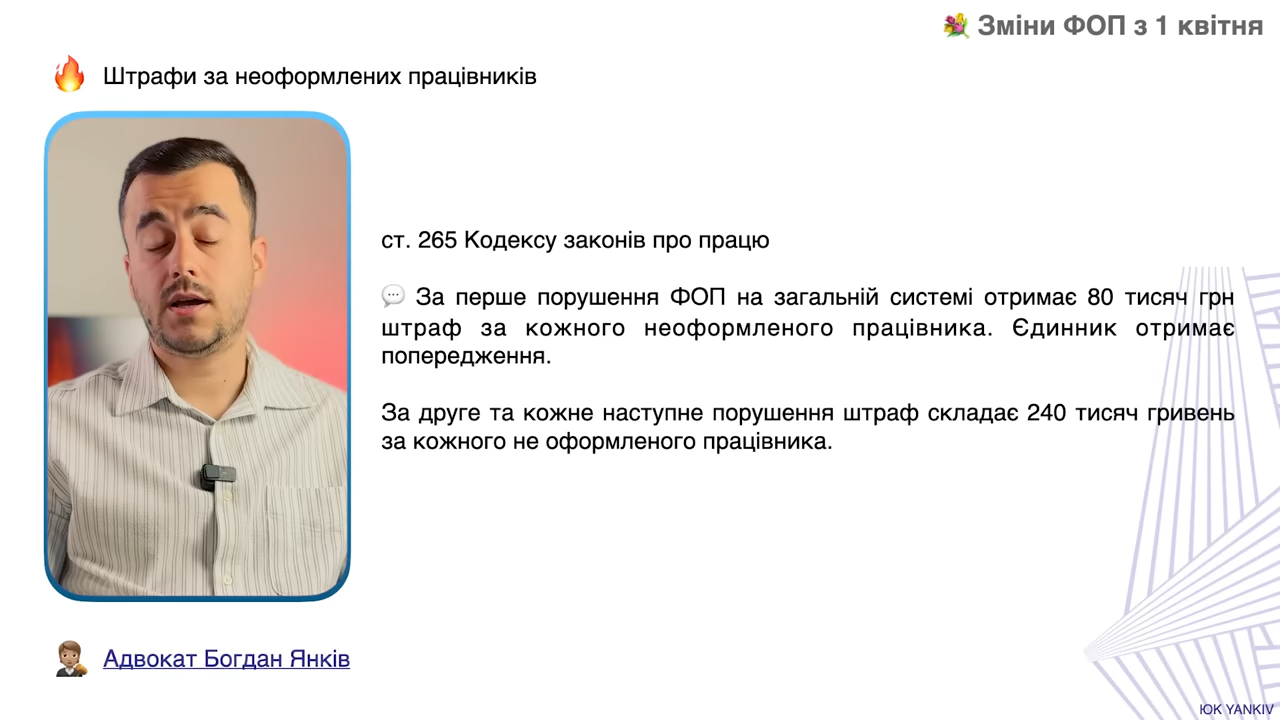 Зміни ФОП з 1 квітня
Штрафи за неоформлених працівників
ст. 265 Кодексу законів про працю
За перше порушення ФОП на загальній системі отримає 80 тисяч грн
штраф за кожного неоформленого працівника. Єдинник отримає
попередження.
За друге та кожне наступне порушення штраф складає 240 тисяч гривень
за кожного не оформленого працівника.
Адвокат Богдан Янків
ЮК YANKIV